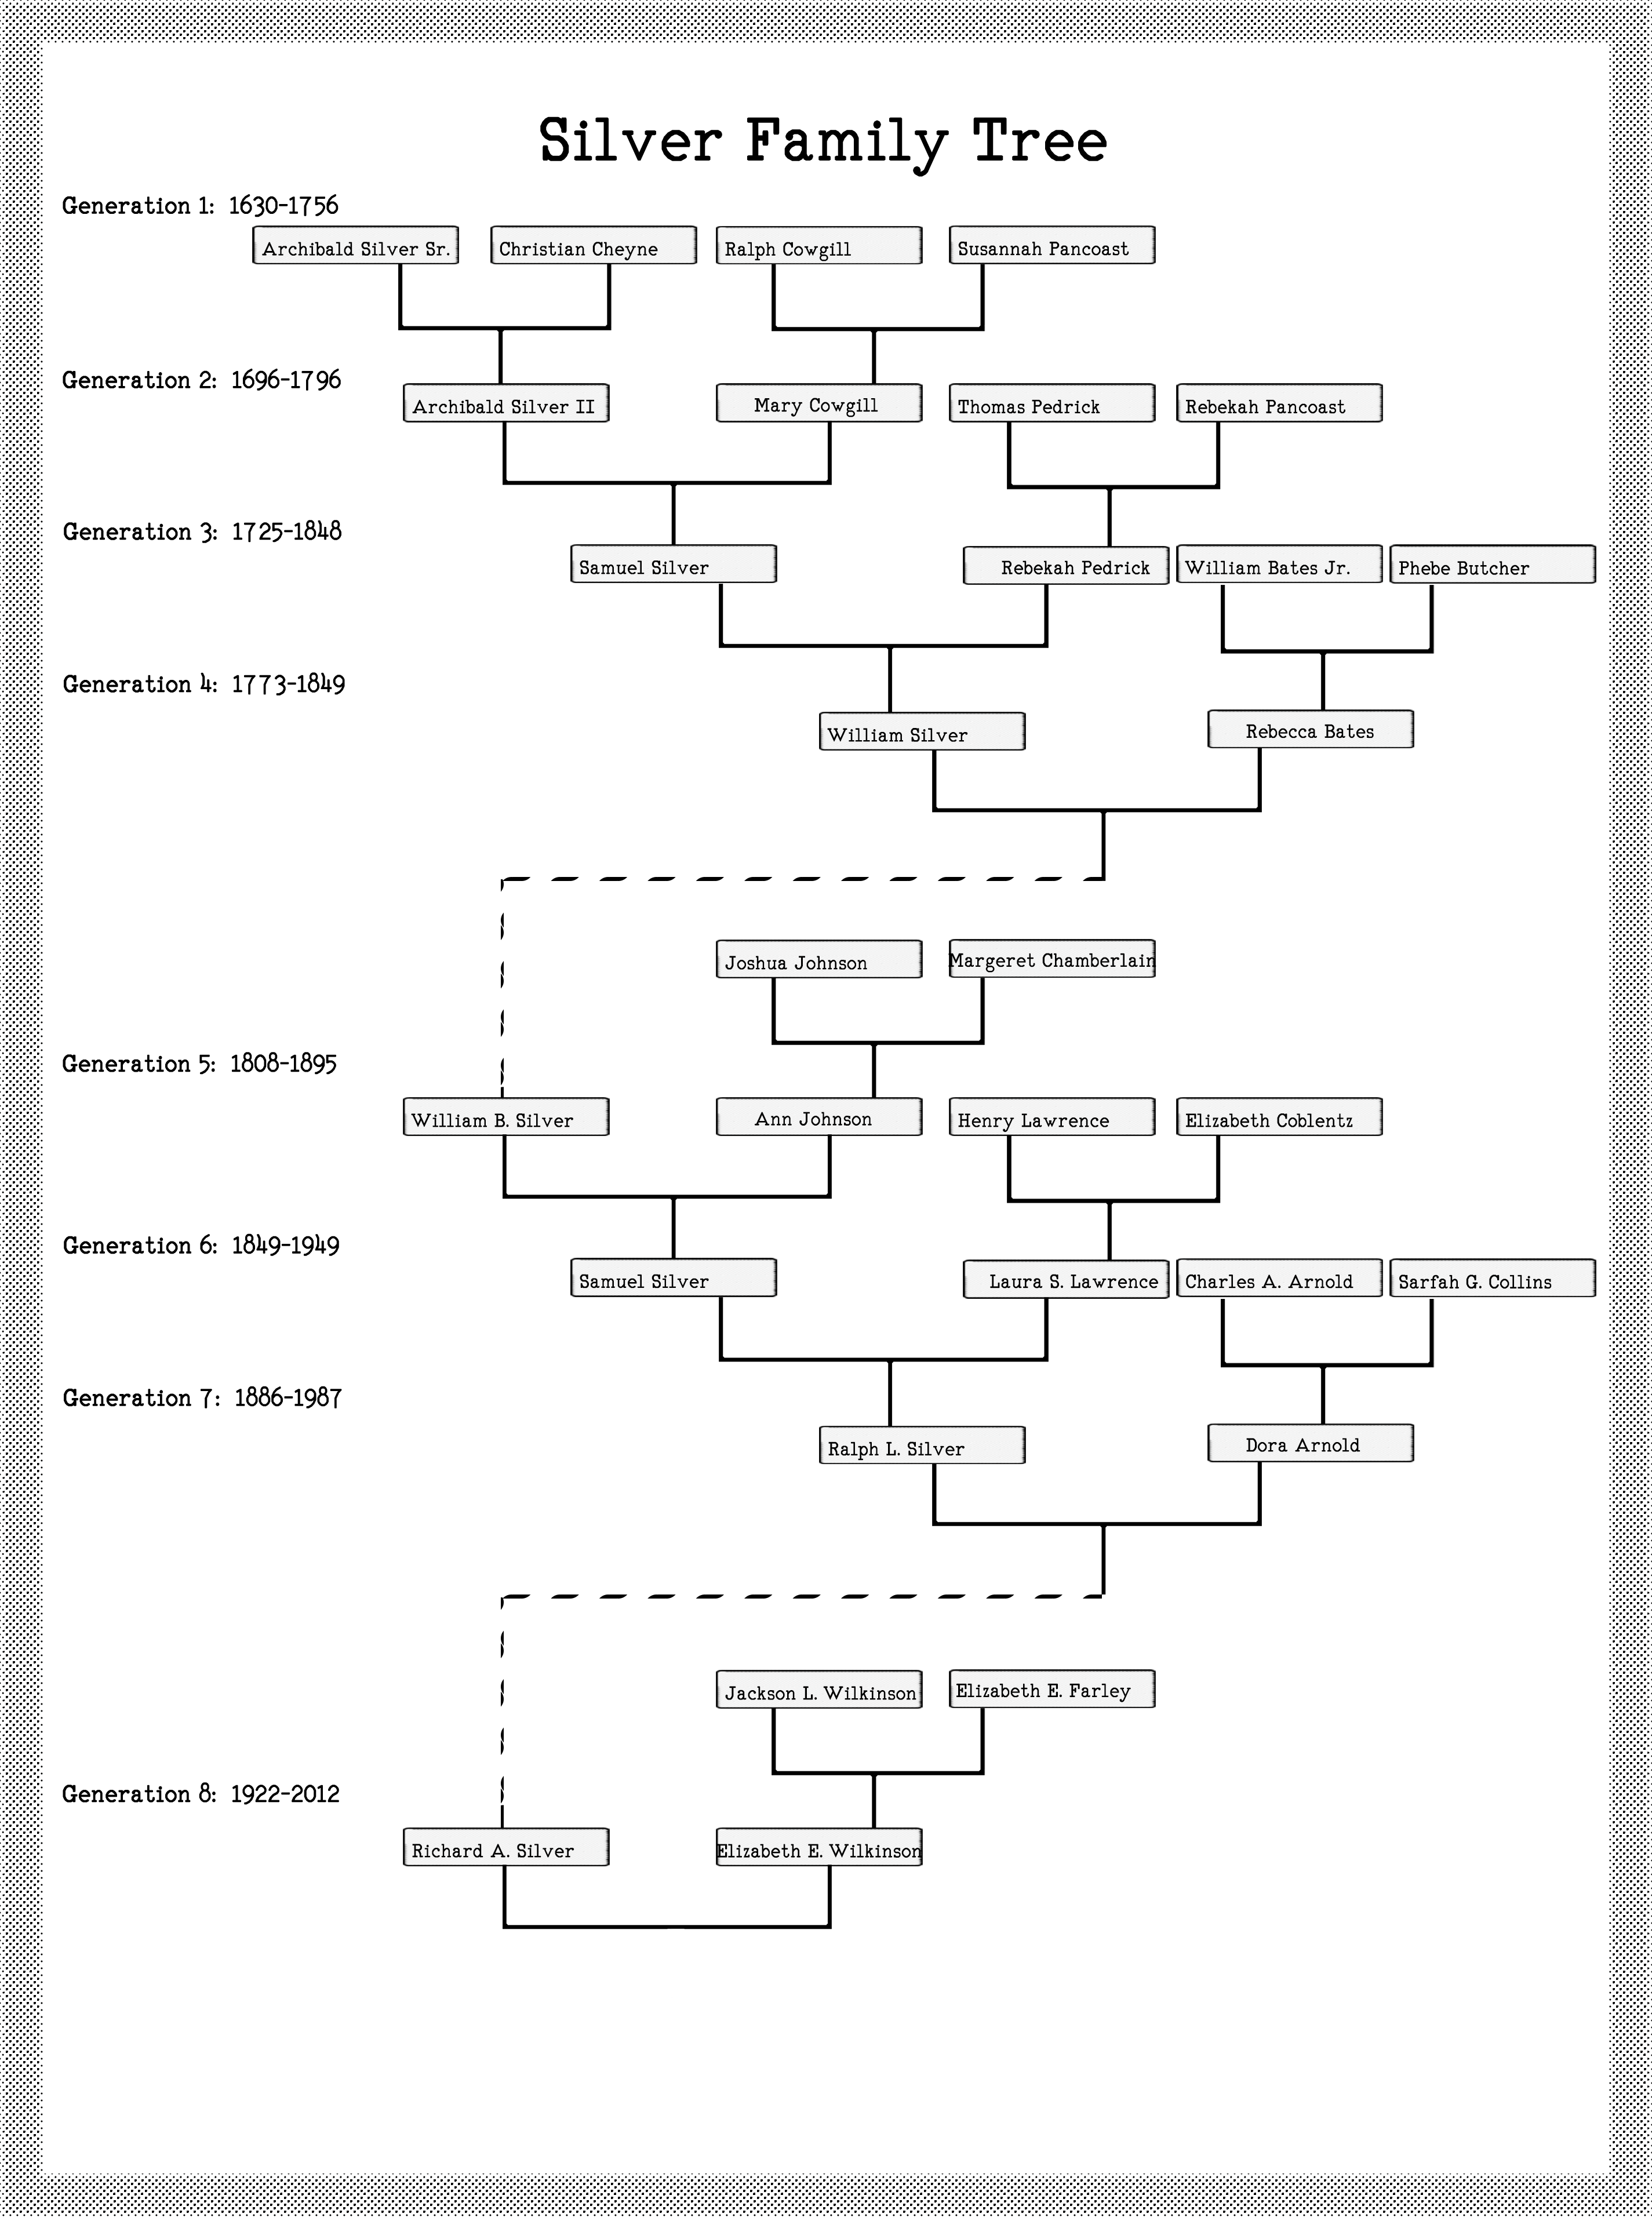 Silver Family Tree
Generation 1: 1630-1756
Archibald Silver Sr.
Christian Cheyne
Ralph Cowgill
Susannah Pancoast
Generation 2: 1696-1796
Archibald Silver II
Mary Cowgill
Thomas Pedrick
Rebekah Pancoast
Generation 3: 1725-1848
Samuel Silver
Rebekah Pedrick
William Bates Jr.
Phebe Butcher
Generation 4: 1773-1849
William Silver
Rebecca Bates
Joshua Johnson
Margeret Chamberlain
Generation 5: 1808-1895
William B. Silver
Ann Johnson
Henry Lawrence
Elizabeth Coblentz
Generation 6: 1849-1949
Samuel Silver
Laura S. Lawrence
Charles A. Arnold
Sarfah G. Collins
Generation 7: 1886-1987
Ralph L. Silver
Dora Arnold
Jackson L. Wilkinson
Elizabeth E. Farley
Generation 8: 1922-2012
Richard A. Silver
Elizabeth E. Wilkinson